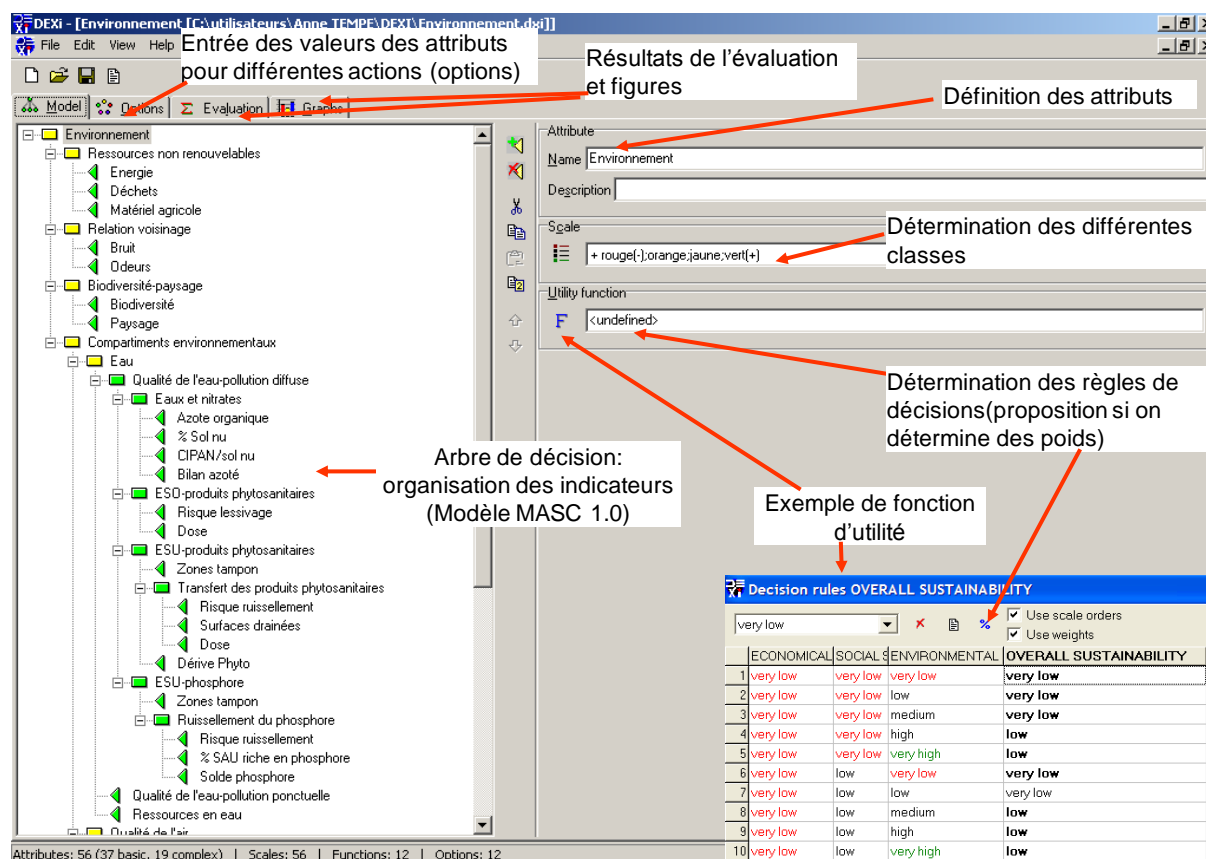 DEXi - [Environnement [C:\utilisateurs\Anne TEMPE\DEXI\Environnement.dxi]]
File Edit View Help
Entrée des valeurs des attributs
pour différentes actions (options)
Résultats de l'évaluation
et figures
Définition des attributs
Model
Options
Evaluation
Graphs
Environnement
Ressources non renouvelables
Energie
Déchets
Matériel agricole
Relation voisinage
Bruit
Odeurs
Biodiversité-paysage
Biodiversité
Paysage
Compartiments environnementaux
Eau
Qualité de l'eau-pollution diffuse
Eaux et nitrates
Azote organique
% Sol nu
CIPAN/sol nu
Bilan azoté
ESO-produits phytosanitaires
Risque lessivage
Dose
ESU-produits phytosanitaires
Zones tampon
Transfert des produits phytosanitaires
Risque ruissellement
Surfaces drainées
Dose
Dérive Phyto
ESU-phosphore
Zones tampon
Ruissellement du phosphore
Risque ruissellement
% SAU riche en phosphore
Solde phosphore
Qualité de l'eau-pollution ponctuelle
Ressources en eau
Qualité de l'air
Attribute
Name Environnement
Description
Scale
+ rouge(-);orange;jaune;vert(+)
Détermination des différentes
classes
Utility function
F <undefined>
Détermination des règles de
décisions(proposition si on
détermine des poids)
Arbre de décision:
organisation des indicateurs
(Modèle MASC 1.0)
Exemple de fonction
d'utilité
Decision rules OVERALL SUSTAINABILITY
very low
%
Use scale orders
Use weights
ECONOMICAL SOCIAL S ENVIRONMENTAL OVERALL SUSTAINABILITY
1 very low very low very low very low
2 very low very low low very low
3 very low very low medium very low
4 very low very low high low
5 very low very low very high low
6 very low low very low very low
7 very low low low very low
8 very low low medium low
9 very low low high low
10 very low low very high low
Attributes: 56 (37 basic, 19 complex) | Scales: 56 | Functions: 12 | Options: 12